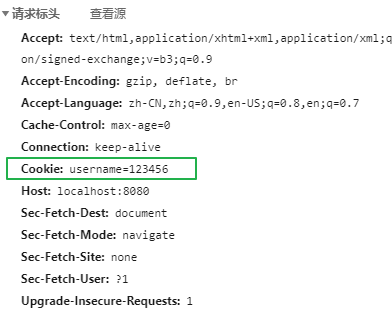 ▼请求标头 查看源
Accept: text/html,application/xhtml+xml,application/xml;q
on/signed-exchange;v=b3;q=0.9
Accept-Encoding: gzip, deflate, br
Accept-Language: zh-CN,zh;q=0.9,en-US;q=0.8,en;q=0.7
Cache-Control: max-age=0
Connection: keep-alive
Cookie: username=123456
Host: localhost:8080
Sec-Fetch-Dest: document
Sec-Fetch-Mode: navigate
Sec-Fetch-Site: none
Sec-Fetch-User: ?1
Upgrade-Insecure-Requests: 1